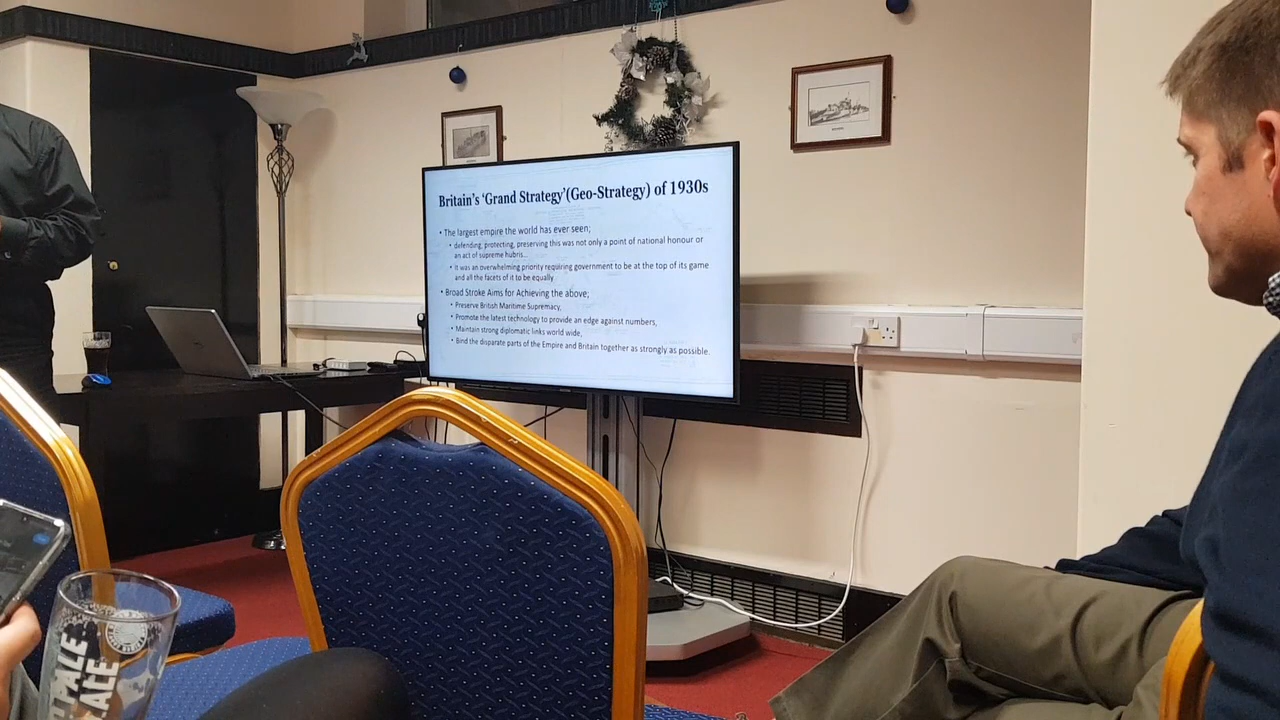 Britain's 'Grand Strategy'(Geo-Strategy) of 1930s
• The largest empire the world has ever seen;
• defending, protecting, preserving this was not only a point of national honour or
an act of supreme hubris...
• It was an overwhelming priority requiring government to be at the top of its game
and all the facets of it to be equally
• Broad Stroke Aims for Achieving the above;
• Preserve British Maritime Supremacy,
• Promote the latest technology to provide an edge against numbers,
• Maintain strong diplomatic links world wide,
• Bind the disparate parts of the Empire and Britain together as strongly as possible.
PALE
ALE